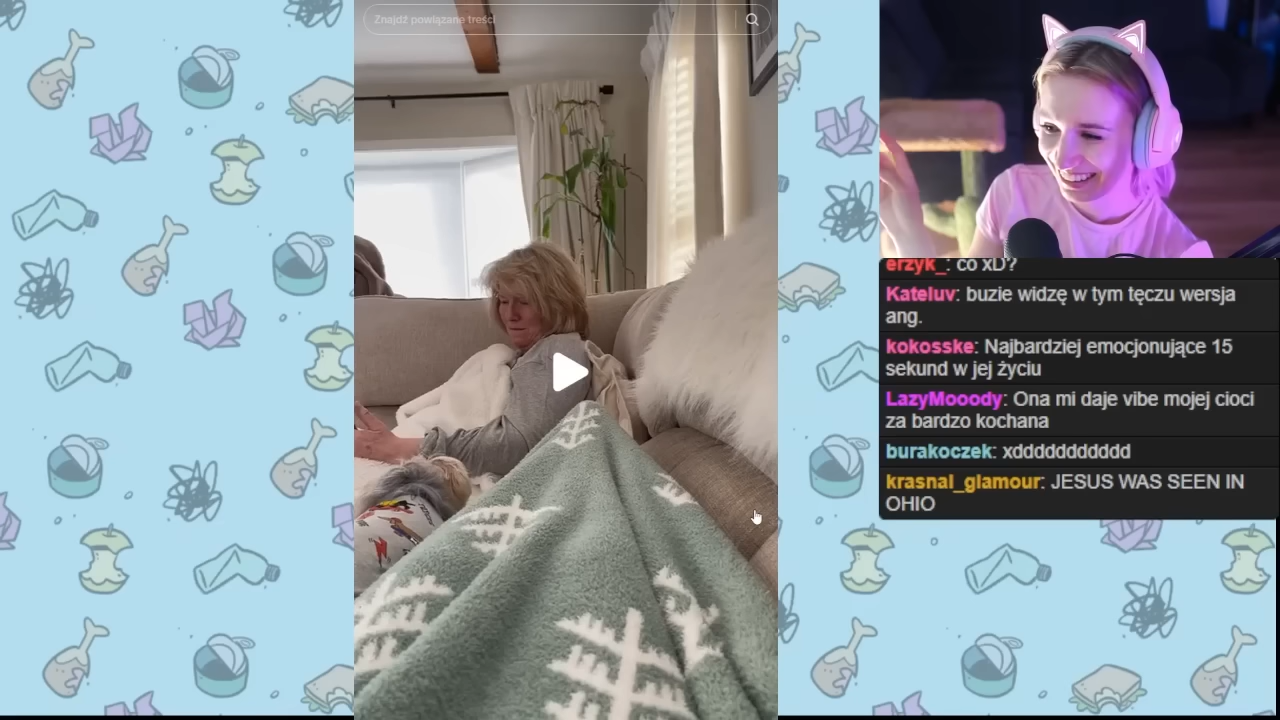 Znajdź powiązane treści
erzyk_: co xD?
Kateluv: buzie widzę w tym tęczu wersja
ang.
kokosske: Najbardziej emocjonujące 15
sekund w jej życiu
LazyMooody: Ona mi daje vibe mojej cioci
za bardzo kochana
burakoczek: xdddddddddddd
krasnal_glamour: JESUS WAS SEEN IN
OHIO